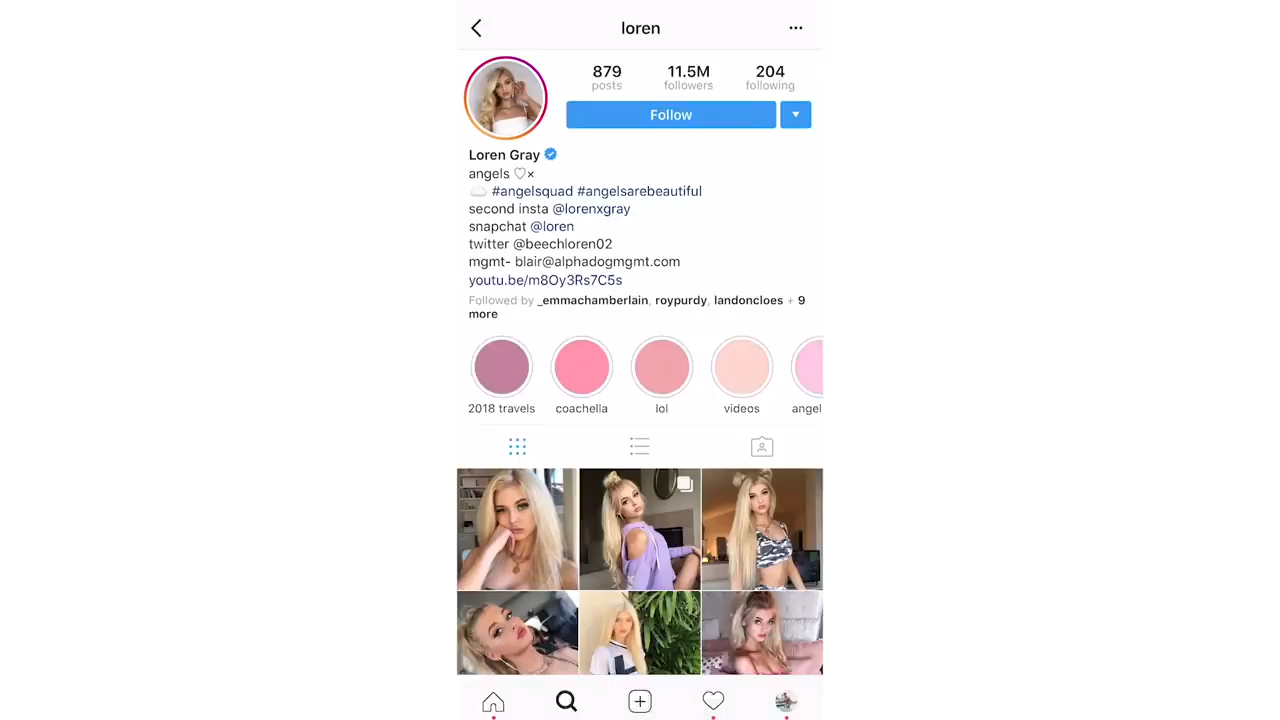 loren
879 11.5M 204
posts followers following
Follow
Loren Gray
angels ♡×
#angelsquad #angelsarebeautiful
second insta @lorenxgray
snapchat @loren
twitter @beechloren02
mgmt- blair@alphadogmgmt.com
youtu.be/m8Oy3Rs7C5s
Followed by _emmachamberlain, roypurdy, landoncloes + 9
more
2018 travels coachella lol videos angel